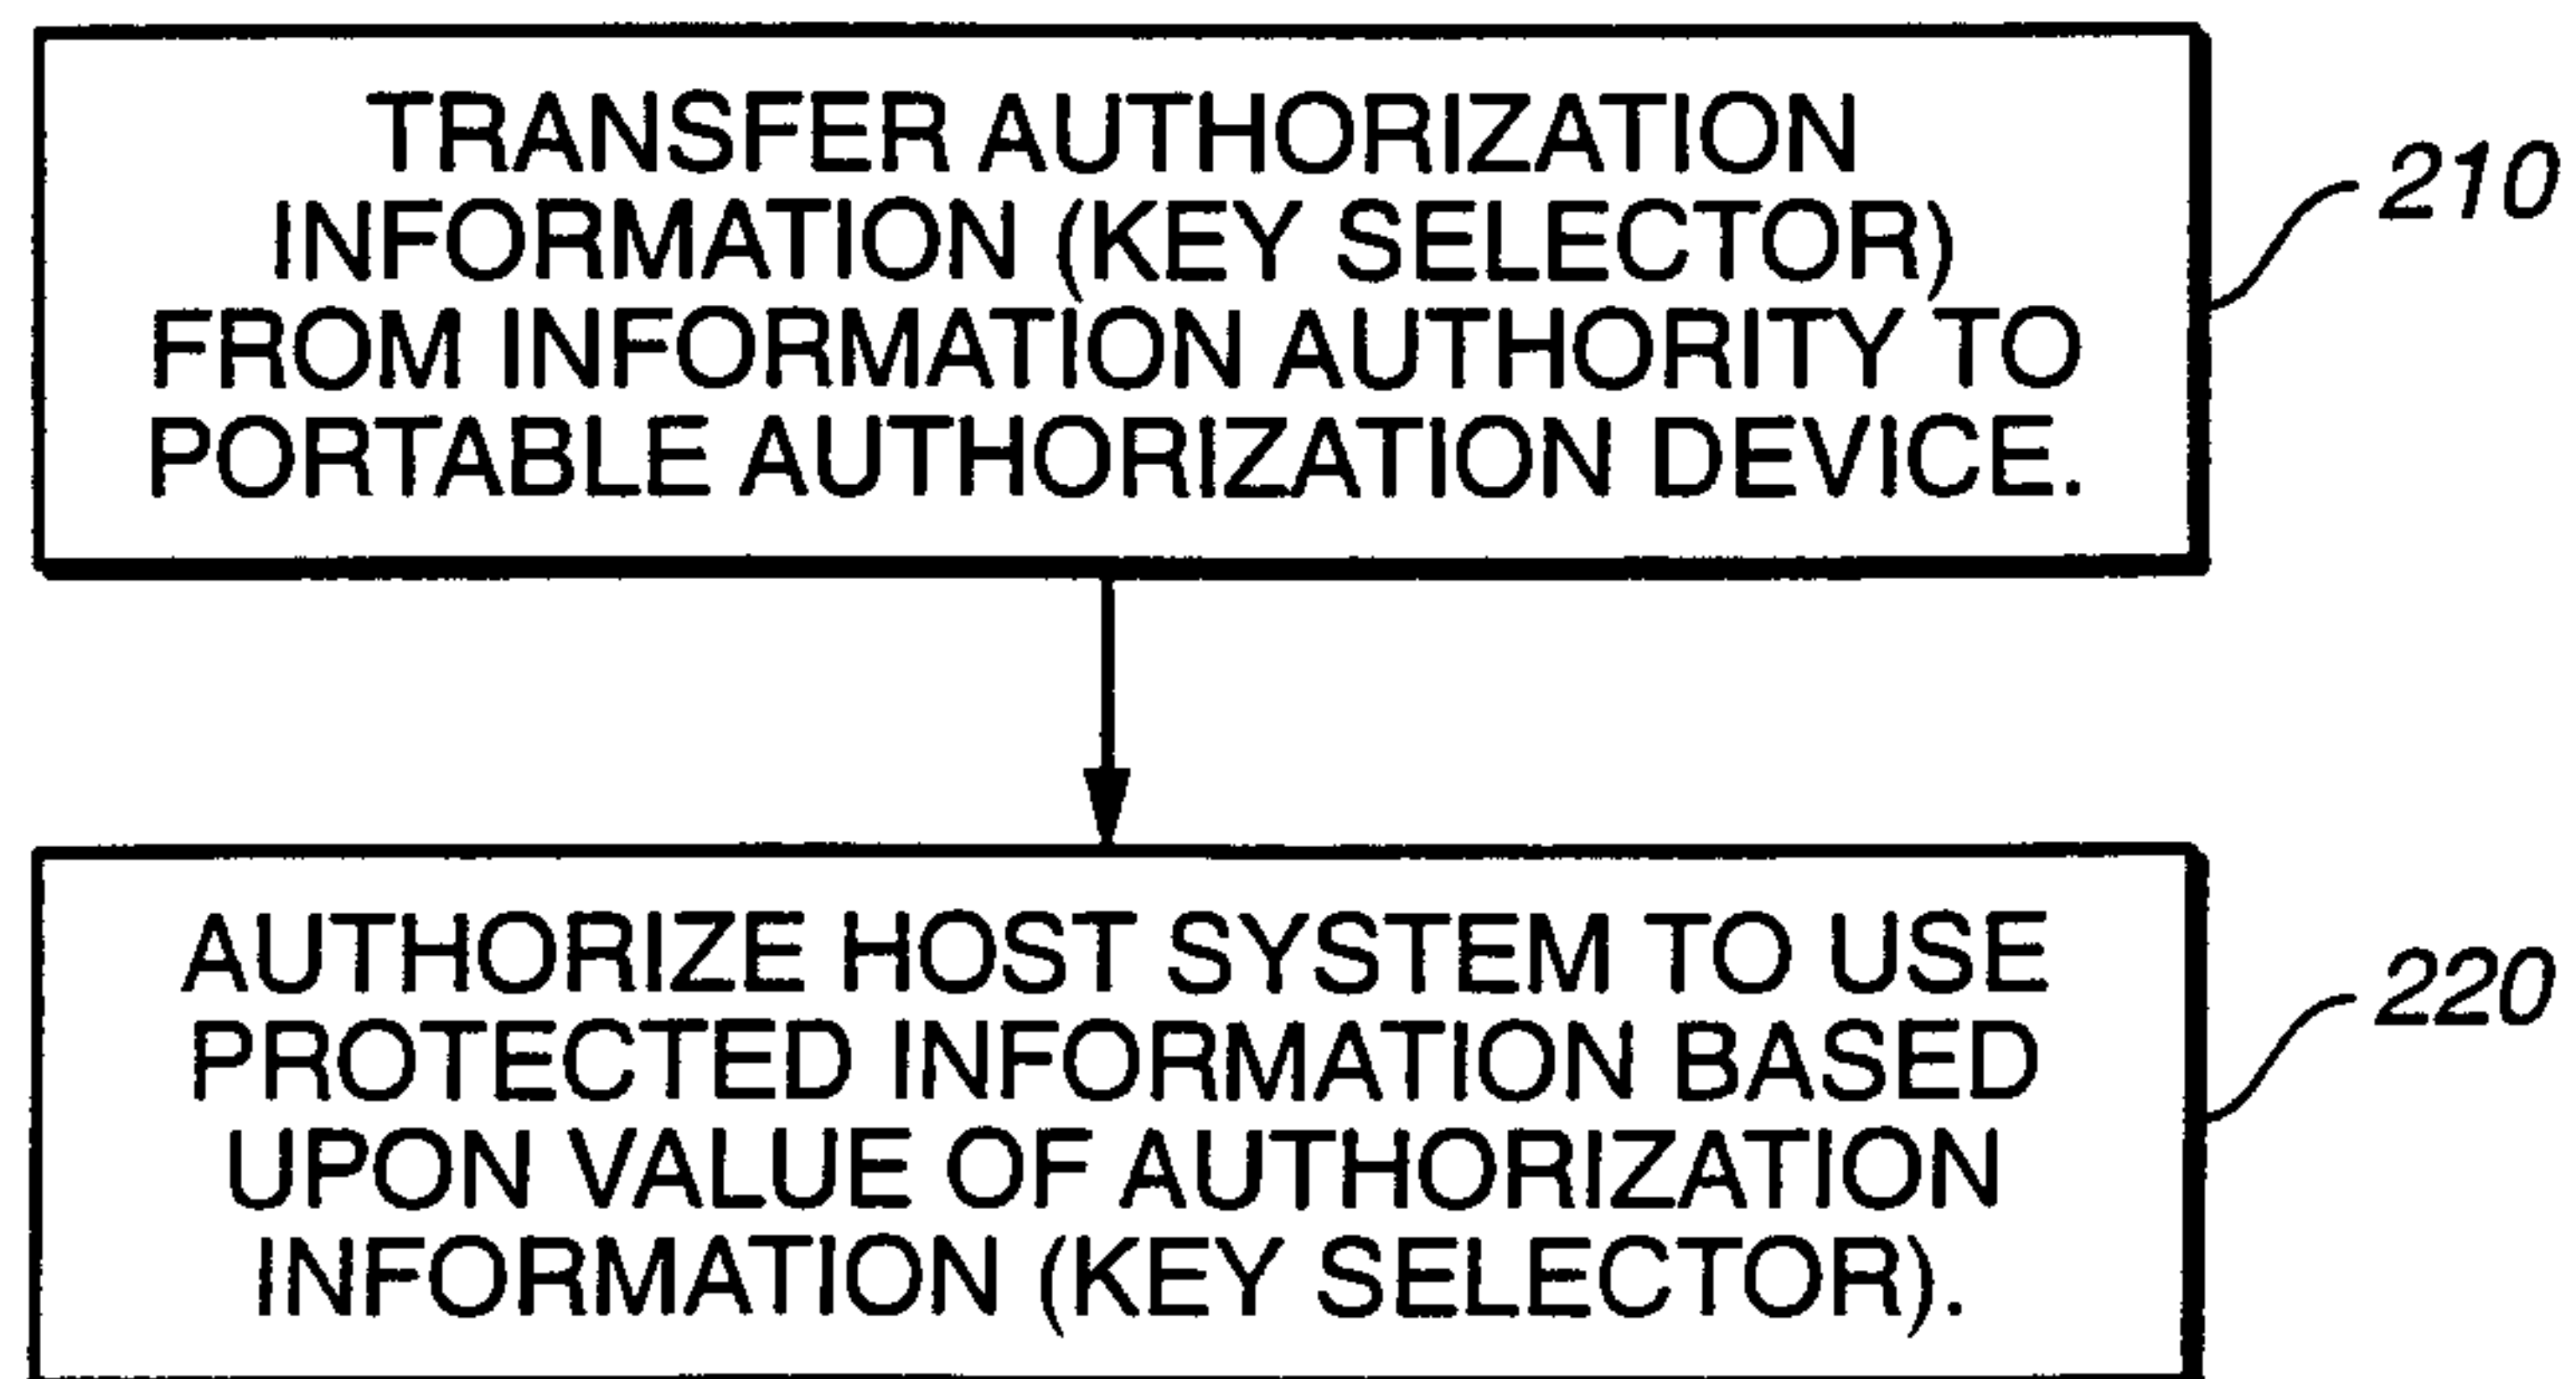 TRANSFER AUTHORIZATION
INFORMATION (KEY SELECTOR)
FROM INFORMATION AUTHORITY TO
PORTABLE AUTHORIZATION DEVICE.
210
AUTHORIZE HOST SYSTEM TO USE
PROTECTED INFORMATION BASED
UPON VALUE OF AUTHORIZATION
INFORMATION (KEY SELECTOR).
220